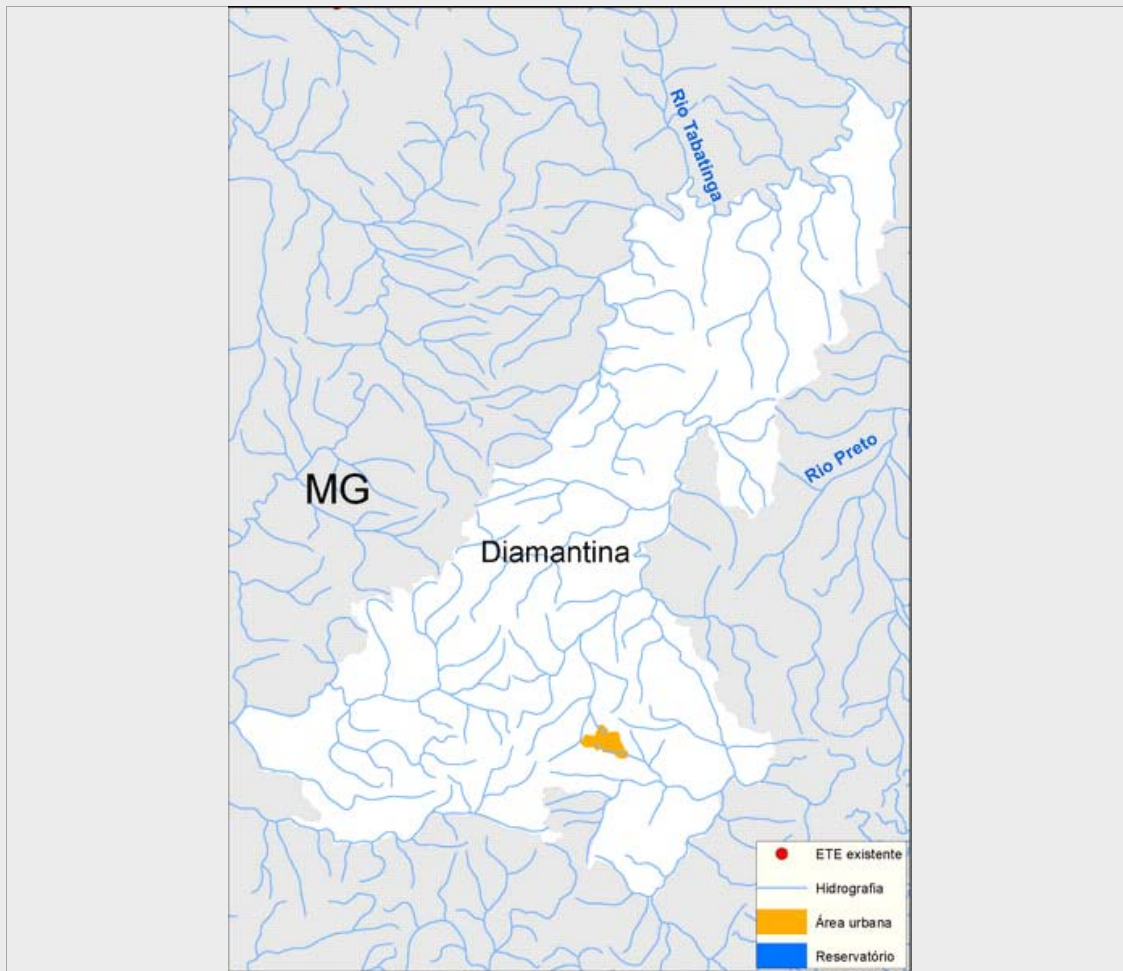 Rio Tabatinga
Rio Preto
MG
Diamantina
ETE existente
Hidrografia
Área urbana
Reservatório